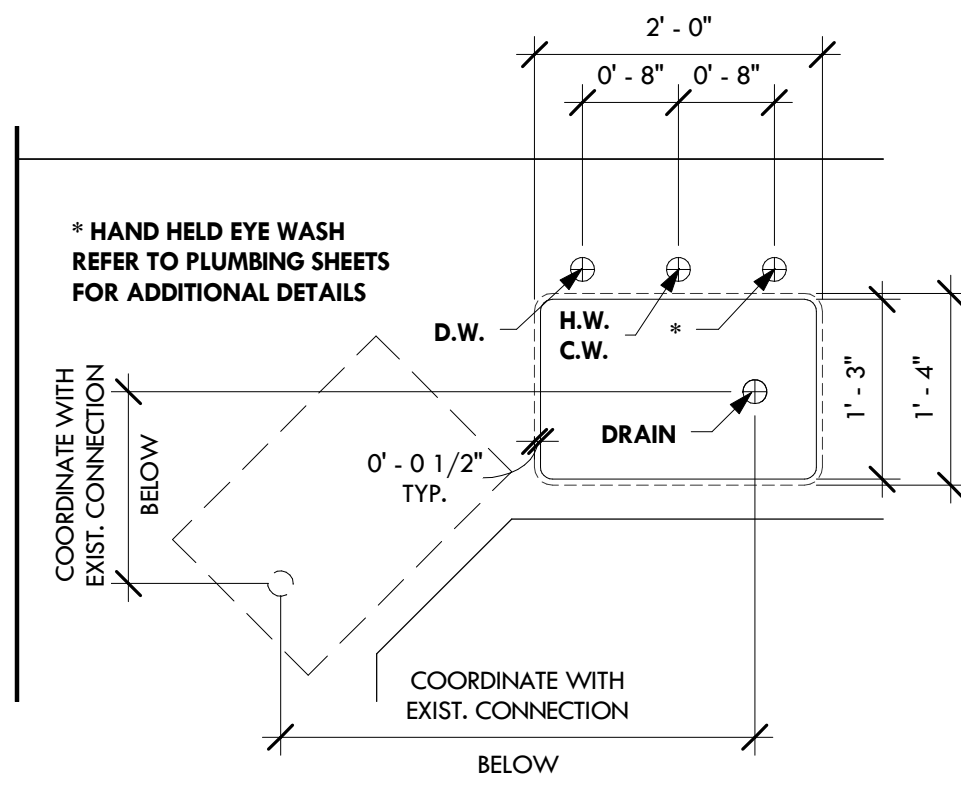 2' - 0"
0' - 8"
0' - 8"
* HAND HELD EYE WASH
REFER TO PLUMBING SHEETS
FOR ADDITIONAL DETAILS
D.W.
H.W.
C.W.
*
DRAIN
1' - 3"
1' - 4"
0' - 0 1/2"
TYP.
COORDINATE WITH
EXIST. CONNECTION
BELOW
COORDINATE WITH
EXIST. CONNECTION
BELOW